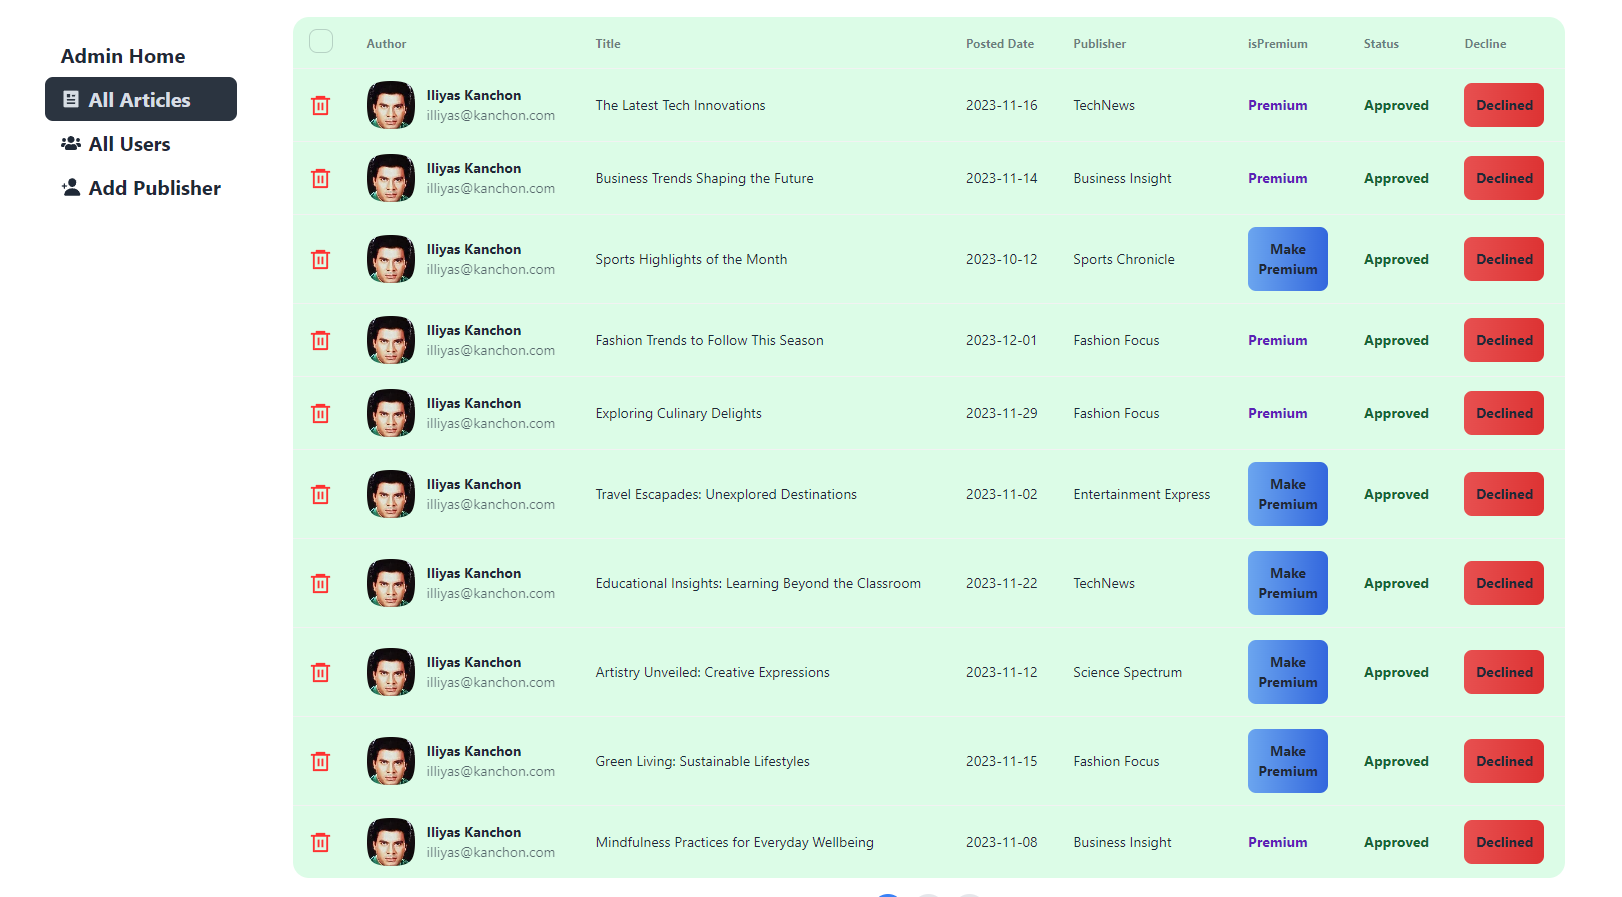 Admin Home
All Articles
All Users
Add Publisher
Author Title Posted Date Publisher isPremium Status Decline
Iliyas Kanchon
illiyas@kanchon.com
The Latest Tech Innovations 2023-11-16 TechNews Premium Approved Declined
Iliyas Kanchon
illiyas@kanchon.com
Business Trends Shaping the Future 2023-11-14 Business Insight Premium Approved Declined
Iliyas Kanchon
illiyas@kanchon.com
Sports Highlights of the Month 2023-10-12 Sports Chronicle Make
Premium Approved Declined
Iliyas Kanchon
illiyas@kanchon.com
Fashion Trends to Follow This Season 2023-12-01 Fashion Focus Premium Approved Declined
Iliyas Kanchon
illiyas@kanchon.com
Exploring Culinary Delights 2023-11-29 Fashion Focus Premium Approved Declined
Iliyas Kanchon
illiyas@kanchon.com
Travel Escapades: Unexplored Destinations 2023-11-02 Entertainment Express Make
Premium Approved Declined
Iliyas Kanchon
illiyas@kanchon.com
Educational Insights: Learning Beyond the Classroom 2023-11-22 TechNews Make
Premium Approved Declined
Iliyas Kanchon
illiyas@kanchon.com
Artistry Unveiled: Creative Expressions 2023-11-12 Science Spectrum Make
Premium Approved Declined
Iliyas Kanchon
illiyas@kanchon.com
Green Living: Sustainable Lifestyles 2023-11-15 Fashion Focus Make
Premium Approved Declined
Iliyas Kanchon
illiyas@kanchon.com
Mindfulness Practices for Everyday Wellbeing 2023-11-08 Business Insight Premium Approved Declined